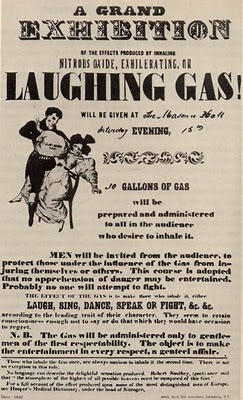 A GRAND
EXHIBITION
OF THE EFFECTS PRODUCED BY INHALING
NITROUS OXIDE, EXHILERATING, OR
LAUGHING GAS!
WILL BE GIVEN AT The Masonic Hall
Saturday EVENING, 15th
30 GALLONS OF GAS
will be
prepared and administered
to all in the audience
who desire to inhale it.
MEN will be invited from the audience, to
protect those under the influence of the Gas from in-
juring themselves or others. This course is adopted
that no apprehension of danger may be entertained.
Probably no one will attempt to fight.
THE EFFECT OF THE GAS is to make those who inhale it, either
LAUGH, SING, DANCE, SPEAK OR FIGHT, &c. &c.
according to the leading trait of their character. They seem to retain
consciousness enough not to say or do that which they would have occasion
to regret.
N. B. The Gas will be administered only to gentle-
men of the first respectability. The object is to make
the entertainment in every respect, a genteel affair.
Those who inhale the Gas once, are always anxious to inhale it the second time. There is not
an exception to this rule.
No language can describe the delightful sensation produced. Robert Southey, (poet) once said
that "the atmosphere of the highest of all possible heavens must be composed of this Gas."
For a full account of the effect produced upon some of the most distinguished men of Europe,
see Hooper's Medical Dictionary, under the head of Nitrogen.
Date: 1845